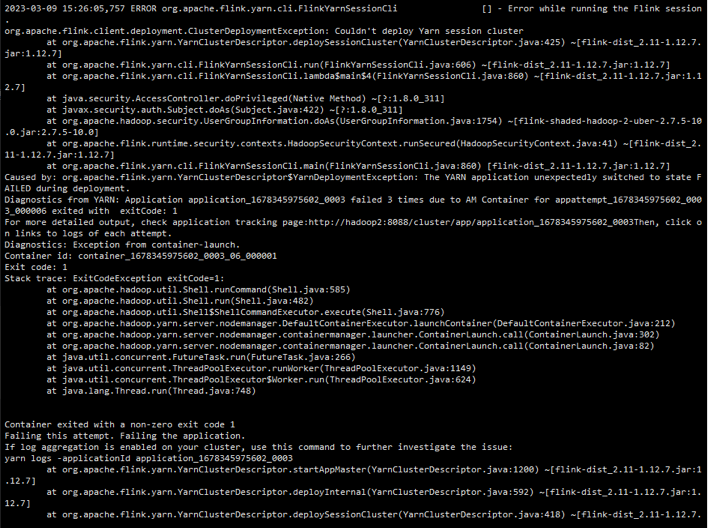 2023-03-09 15:26:05,757 ERROR org.apache.flink.yarn.cli.FlinkYarnSessionCli [] - Error while running the Flink session
.
org.apache.flink.client.deployment.ClusterDeploymentException: Couldn't deploy Yarn session cluster
at org.apache.flink.yarn.YarnClusterDescriptor.deploySessionCluster(YarnClusterDescriptor.java:425) ~[flink-dist_2.11-1.12.7.
jar:1.12.7]
at org.apache.flink.yarn.cli.FlinkYarnSessionCli.run(FlinkYarnSessionCli.java:606) ~[flink-dist_2.11-1.12.7.jar:1.12.7]
at org.apache.flink.yarn.cli.FlinkYarnSessionCli.lambda$main$4(FlinkYarnSessionCli.java:860) ~[flink-dist_2.11-1.12.7.jar:1.1
2.7]
at java.security.AccessController.doPrivileged(Native Method) ~[?:1.8.0_311]
at javax.security.auth.Subject.doAs(Subject.java:422) ~[?:1.8.0_311]
at org.apache.hadoop.security.UserGroupInformation.doAs(UserGroupInformation.java:1754) ~[flink-shaded-hadoop-2-uber-2.7.5-10
.0.jar:2.7.5-10.0]
at org.apache.flink.runtime.security.contexts.HadoopSecurityContext.runSecured(HadoopSecurityContext.java:41) ~[flink-dist_2.
11-1.12.7.jar:1.12.7]
at org.apache.flink.yarn.cli.FlinkYarnSessionCli.main(FlinkYarnSessionCli.java:860) [flink-dist_2.11-1.12.7.jar:1.12.7]
Caused by: org.apache.flink.yarn.YarnClusterDescriptor$YarnDeploymentException: The YARN application unexpectedly switched to state F
AILED during deployment.
Diagnostics from YARN: Application application_1678345975602_0003 failed 3 times due to AM Container for appattempt_1678345975602_000
3_000006 exited with  exitCode: 1
For more detailed output, check application tracking page:http://hadoop2:8088/cluster/app/application_1678345975602_0003Then, click o
n links to logs of each attempt.
Diagnostics: Exception from container-launch.
Container id: container_1678345975602_0003_06_000001
Exit code: 1
Stack trace: ExitCodeException exitCode=1:
at org.apache.hadoop.util.Shell.runCommand(Shell.java:585)
at org.apache.hadoop.util.Shell.run(Shell.java:482)
at org.apache.hadoop.util.Shell$ShellCommandExecutor.execute(Shell.java:776)
at org.apache.hadoop.yarn.server.nodemanager.DefaultContainerExecutor.launchContainer(DefaultContainerExecutor.java:212)
at org.apache.hadoop.yarn.server.nodemanager.containermanager.launcher.ContainerLaunch.call(ContainerLaunch.java:302)
at org.apache.hadoop.yarn.server.nodemanager.containermanager.launcher.ContainerLaunch.call(ContainerLaunch.java:82)
at java.util.concurrent.FutureTask.run(FutureTask.java:266)
at java.util.concurrent.ThreadPoolExecutor.runWorker(ThreadPoolExecutor.java:1149)
at java.util.concurrent.ThreadPoolExecutor$Worker.run(ThreadPoolExecutor.java:624)
at java.lang.Thread.run(Thread.java:748)
Container exited with a non-zero exit code 1
Failing this attempt. Failing the application.
If log aggregation is enabled on your cluster, use this command to further investigate the issue:
yarn logs -applicationId application_1678345975602_0003
at org.apache.flink.yarn.YarnClusterDescriptor.startAppMaster(YarnClusterDescriptor.java:1200) ~[flink-dist_2.11-1.12.7.jar:1
.12.7]
at org.apache.flink.yarn.YarnClusterDescriptor.deployInternal(YarnClusterDescriptor.java:592) ~[flink-dist_2.11-1.12.7.jar:1.
12.7]
at org.apache.flink.yarn.YarnClusterDescriptor.deploySessionCluster(YarnClusterDescriptor.java:418) ~[flink-dist_2.11-1.12.7.